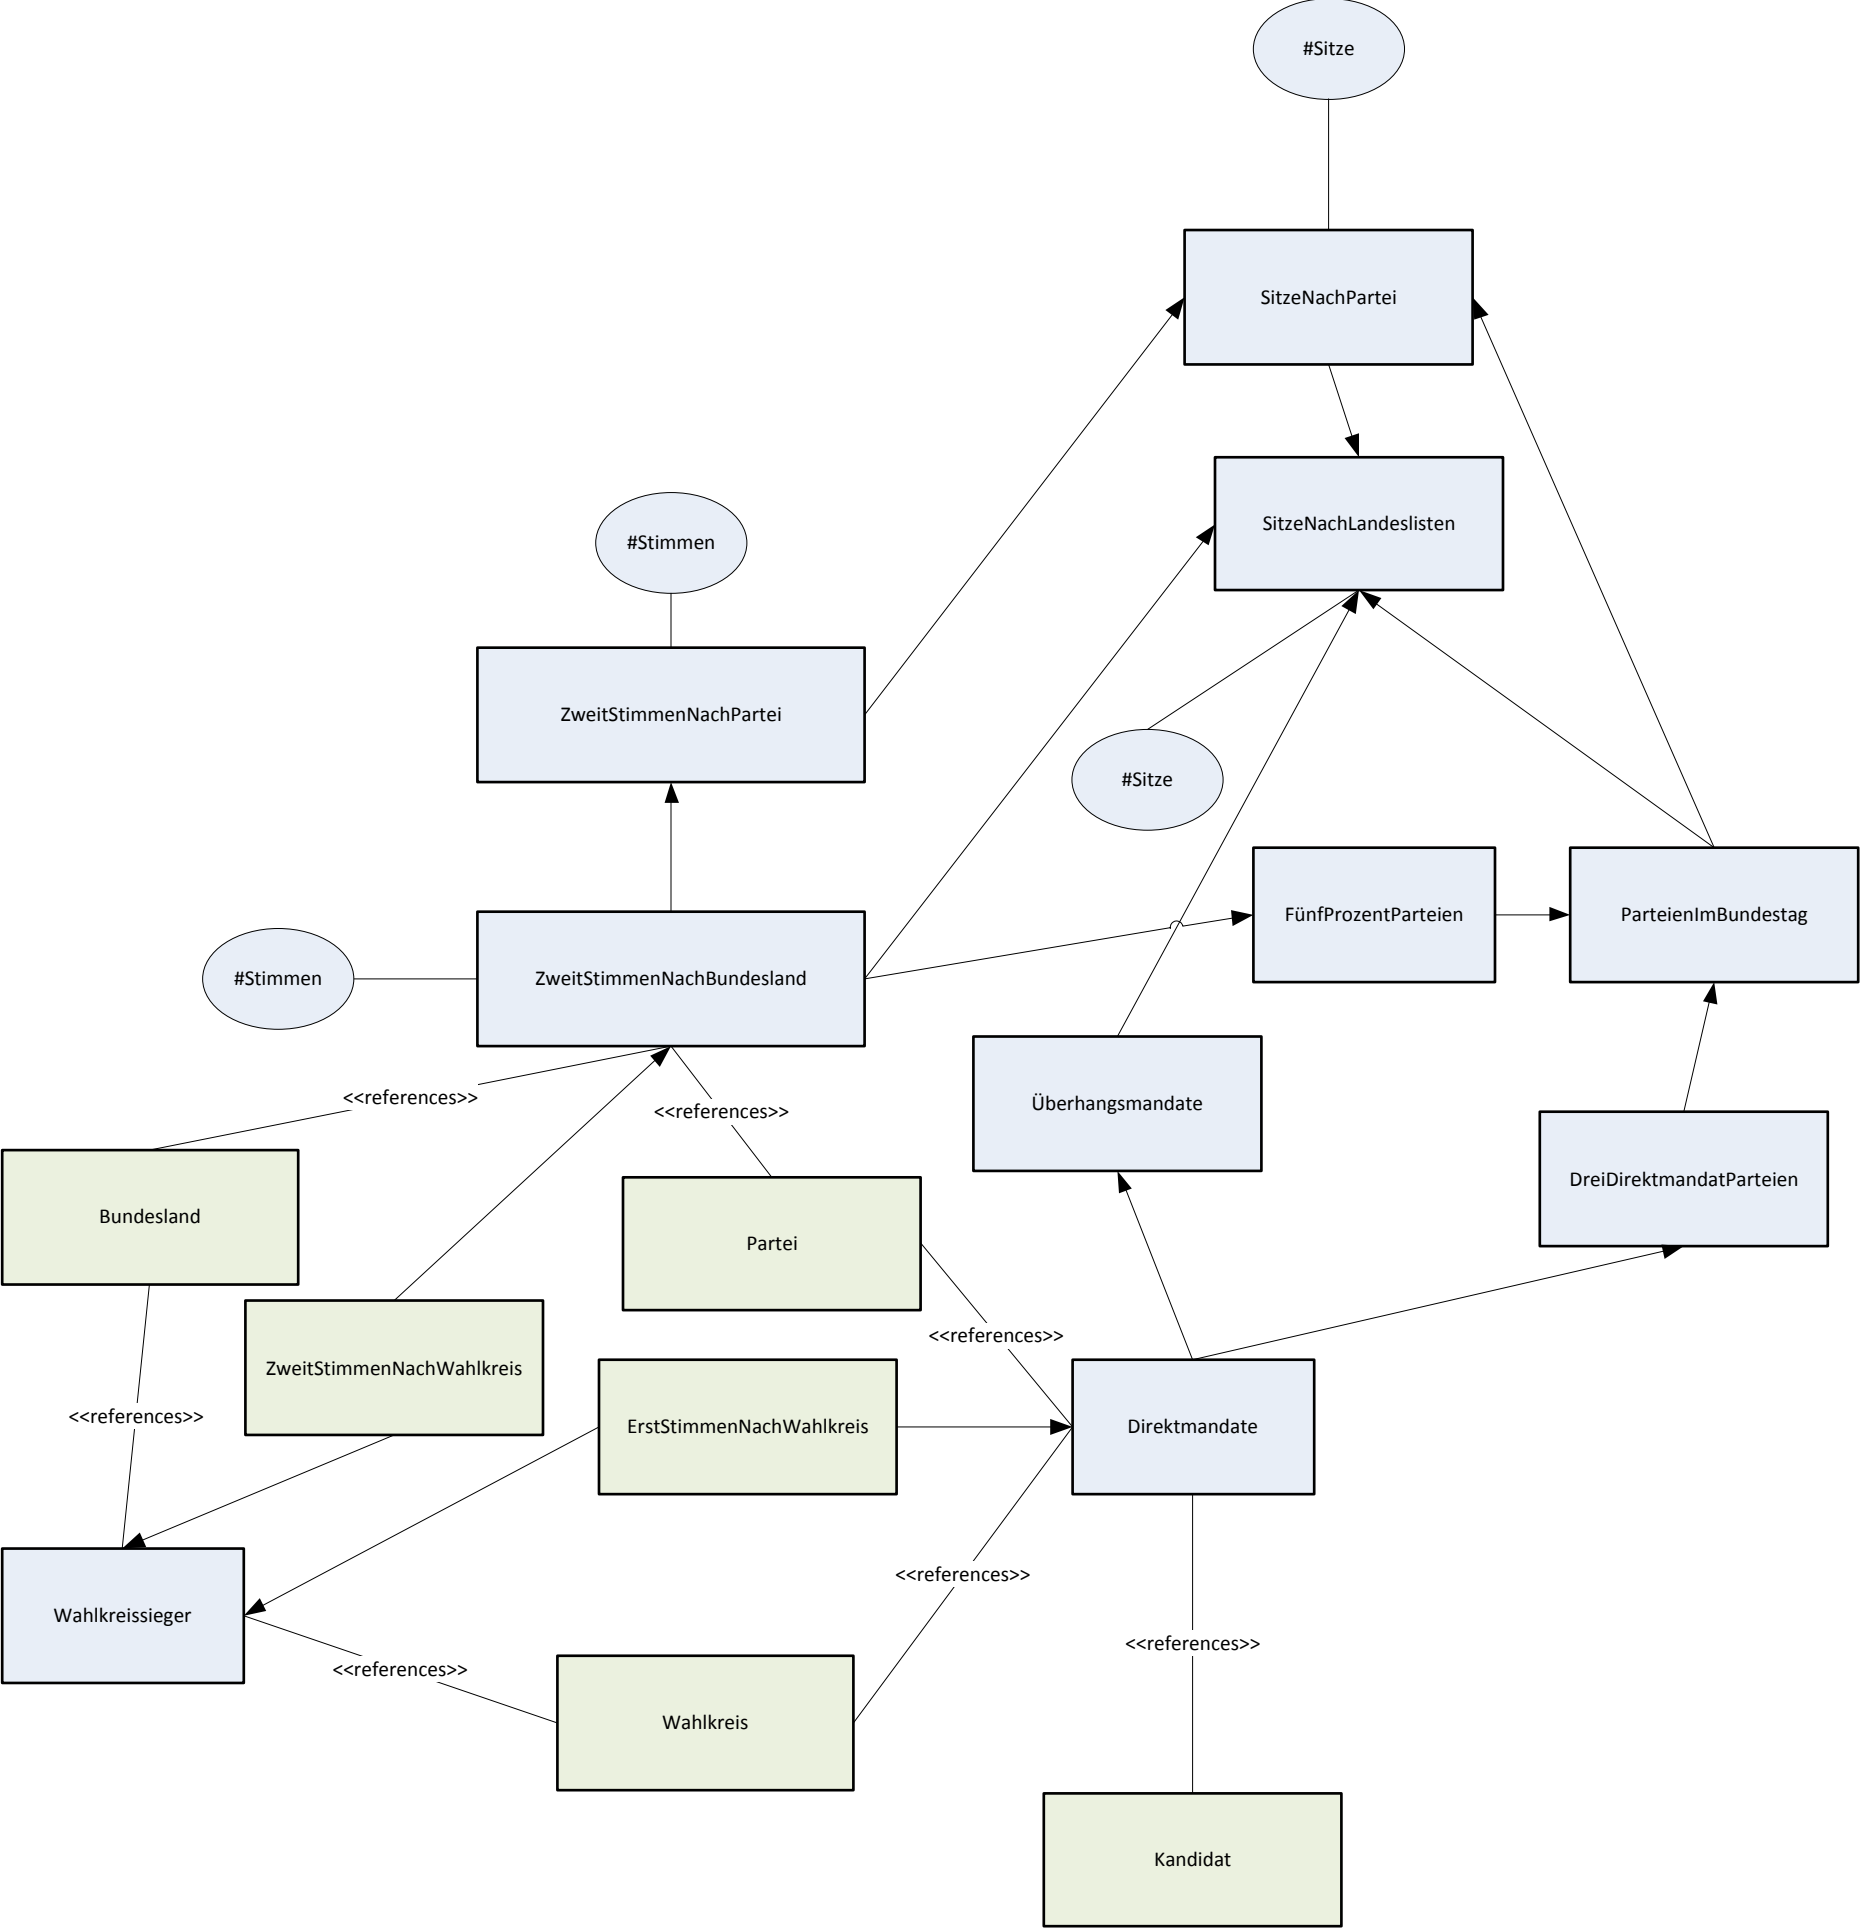 #Sitze
SitzeNachPartei
SitzeNachLandeslisten
#Stimmen
ZweitStimmenNachPartei
#Sitze
FünfProzentParteien
ParteienImBundestag
#Stimmen
ZweitStimmenNachBundesland
<<references>>
<<references>>
Überhangsmandate
DreiDirektmandatParteien
Bundesland
Partei
<<references>>
ZweitStimmenNachWahlkreis
<<references>>
ErstStimmenNachWahlkreis
Direktmandate
<<references>>
Wahlkreissieger
<<references>>
<<references>>
Wahlkreis
Kandidat